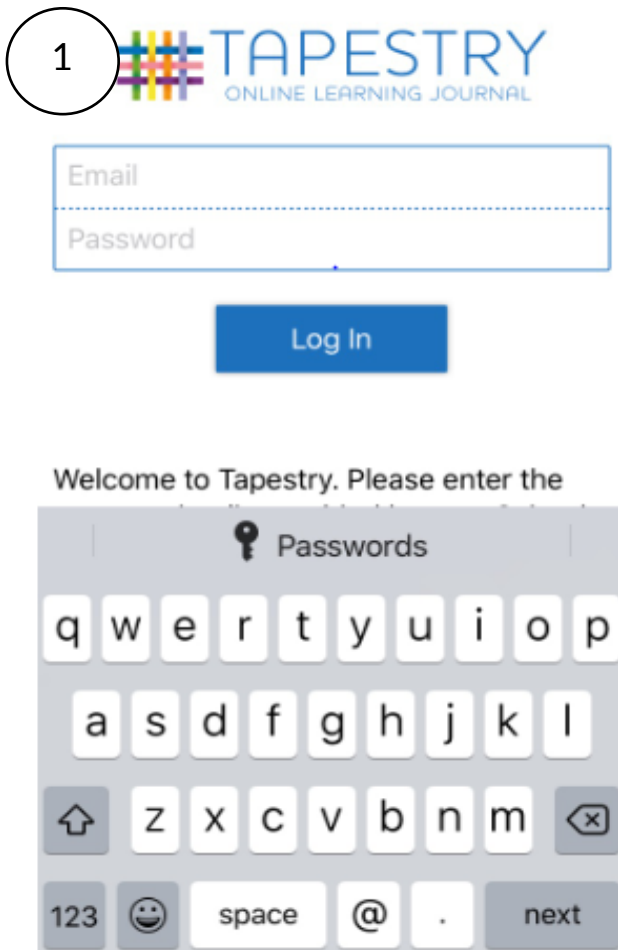 1
TAPESTRY
ONLINE LEARNING JOURNAL
Email
Password
Log In
Welcome to Tapestry. Please enter the
Passwords
q w e r t y u i o p
a s d f g h j k l
z x c v b n m
123 space @ . next